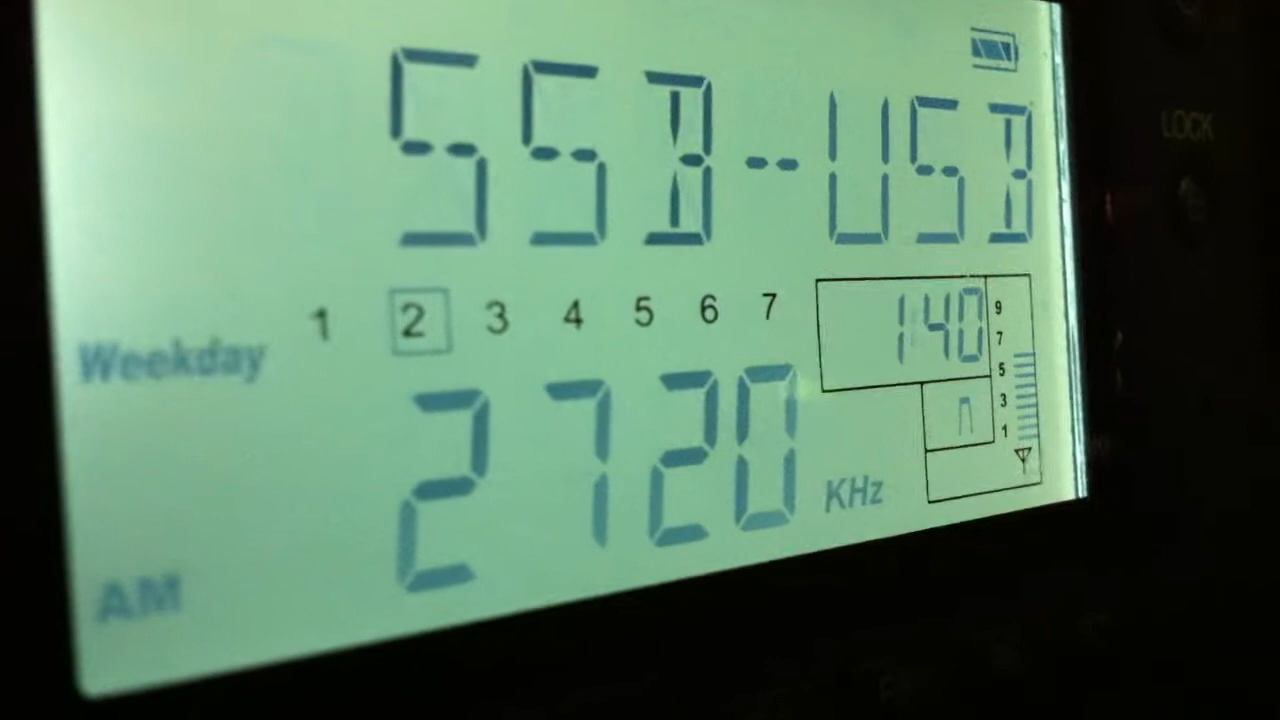 SSB--USB
LOCK
Weekday 1 2 3 4 5 6 7
140
9
7
5
3
1
n
2720 KHz
AM